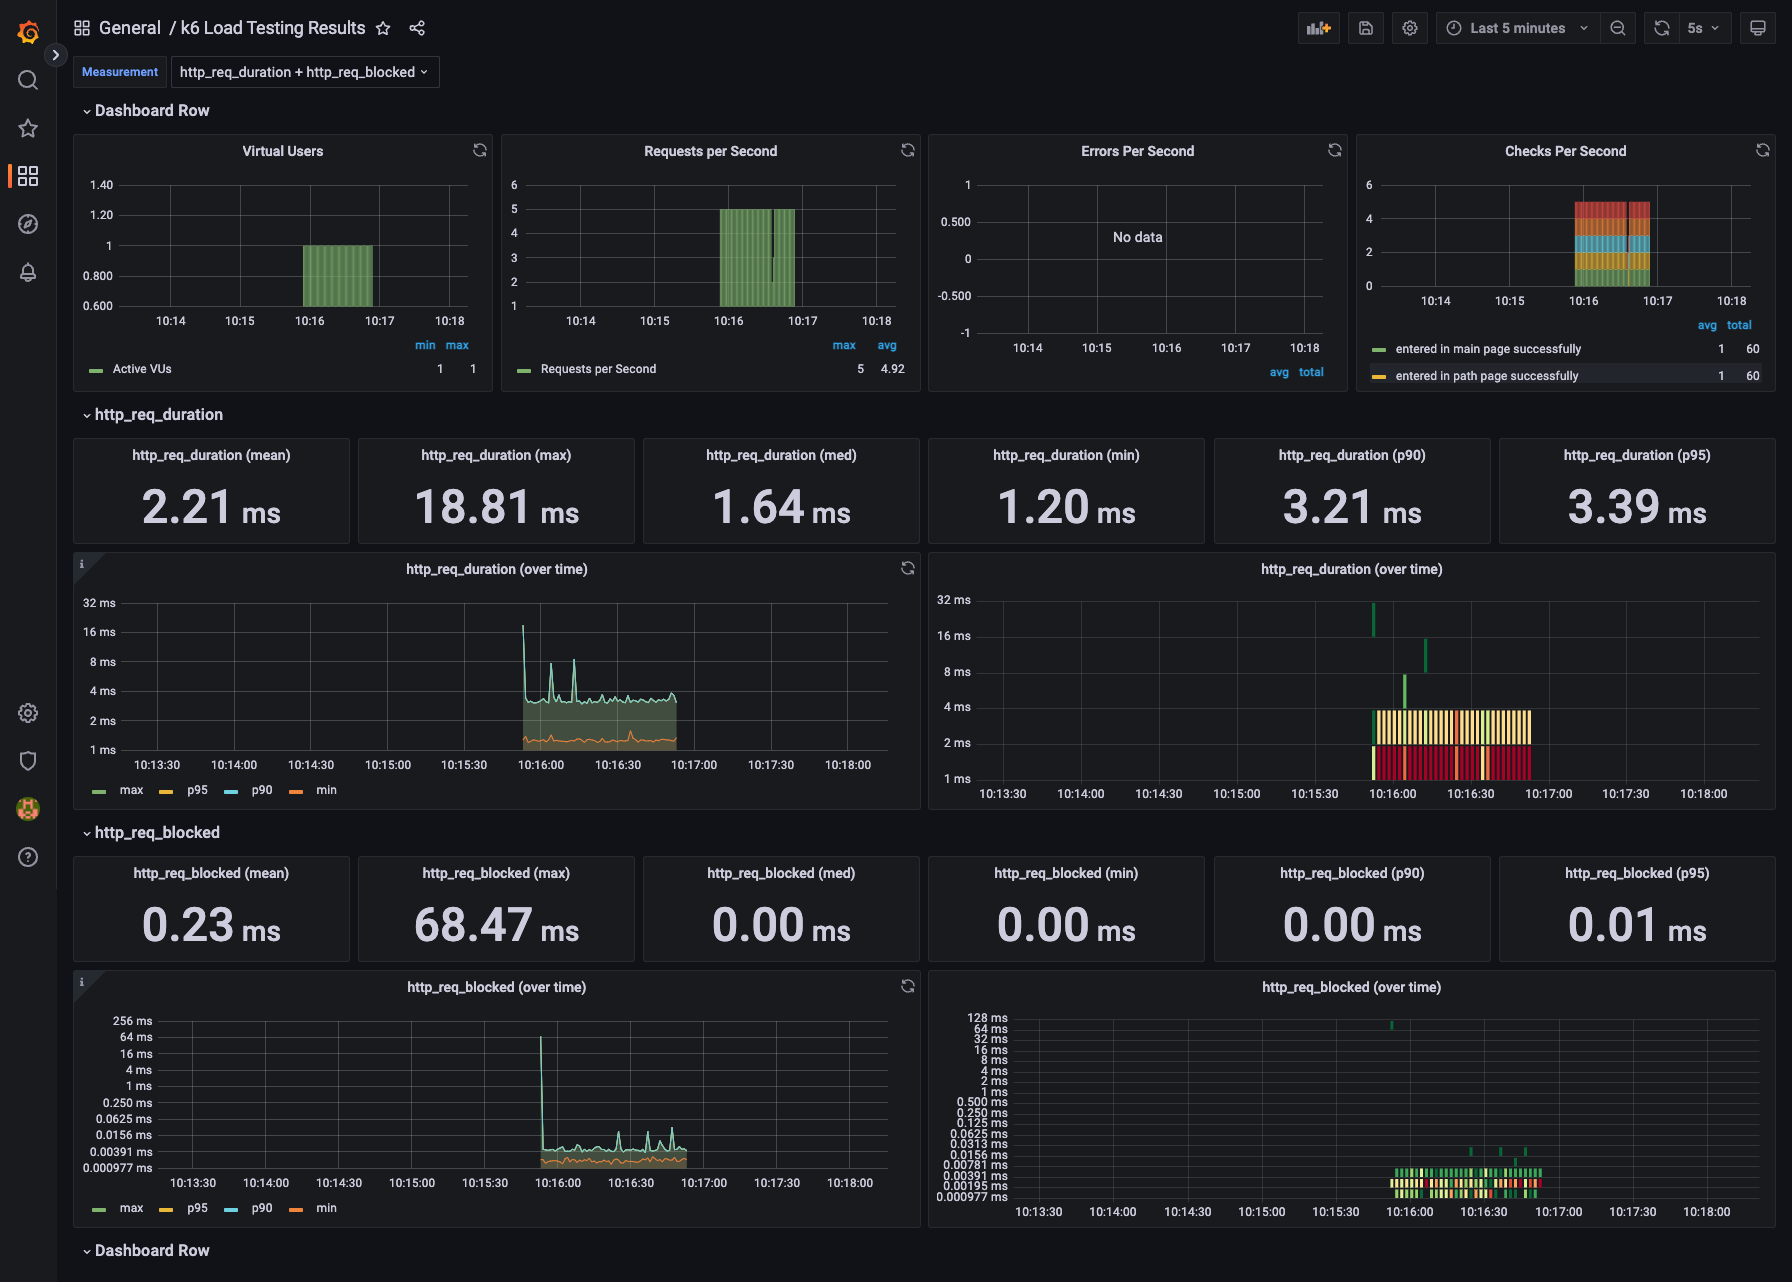 General / k6 Load Testing Results
Last 5 minutes
5s
Measurement
http_req_duration + http_req_blocked
Dashboard Row
Virtual Users
1.40
1.20
1
0.800
0.600
10:14 10:15 10:16 10:17 10:18
min max
Active VUs 1 1
Requests per Second
6
5
4
3
2
1
10:14 10:15 10:16 10:17 10:18
max avg
Requests per Second 5 4.92
Errors Per Second
1
0.500
0
-0.500
-1
No data
10:14 10:15 10:16 10:17 10:18
avg total
Checks Per Second
6
4
2
0
10:14 10:15 10:16 10:17 10:18
avg total
entered in main page successfully 1 60
entered in path page successfully 1 60
http_req_duration
http_req_duration (mean)
2.21 ms
http_req_duration (max)
18.81 ms
http_req_duration (med)
1.64 ms
http_req_duration (min)
1.20 ms
http_req_duration (p90)
3.21 ms
http_req_duration (p95)
3.39 ms
http_req_duration (over time)
32 ms
16 ms
8 ms
4 ms
2 ms
1 ms
10:13:30 10:14:00 10:14:30 10:15:00 10:15:30 10:16:00 10:16:30 10:17:00 10:17:30 10:18:00
max p95 p90 min
http_req_duration (over time)
32 ms
16 ms
8 ms
4 ms
2 ms
1 ms
10:13:30 10:14:00 10:14:30 10:15:00 10:15:30 10:16:00 10:16:30 10:17:00 10:17:30 10:18:00
http_req_blocked
http_req_blocked (mean)
0.23 ms
http_req_blocked (max)
68.47 ms
http_req_blocked (med)
0.00 ms
http_req_blocked (min)
0.00 ms
http_req_blocked (p90)
0.00 ms
http_req_blocked (p95)
0.01 ms
http_req_blocked (over time)
256 ms
64 ms
16 ms
4 ms
1 ms
0.250 ms
0.0625 ms
0.0156 ms
0.00391 ms
0.000977 ms
10:13:30 10:14:00 10:14:30 10:15:00 10:15:30 10:16:00 10:16:30 10:17:00 10:17:30 10:18:00
max p95 p90 min
http_req_blocked (over time)
128 ms
64 ms
32 ms
16 ms
8 ms
4 ms
2 ms
1 ms
0.500 ms
0.250 ms
0.125 ms
0.0625 ms
0.0313 ms
0.0156 ms
0.00781 ms
0.00391 ms
0.00195 ms
0.000977 ms
10:13:30 10:14:00 10:14:30 10:15:00 10:15:30 10:16:00 10:16:30 10:17:00 10:17:30 10:18:00
Dashboard Row